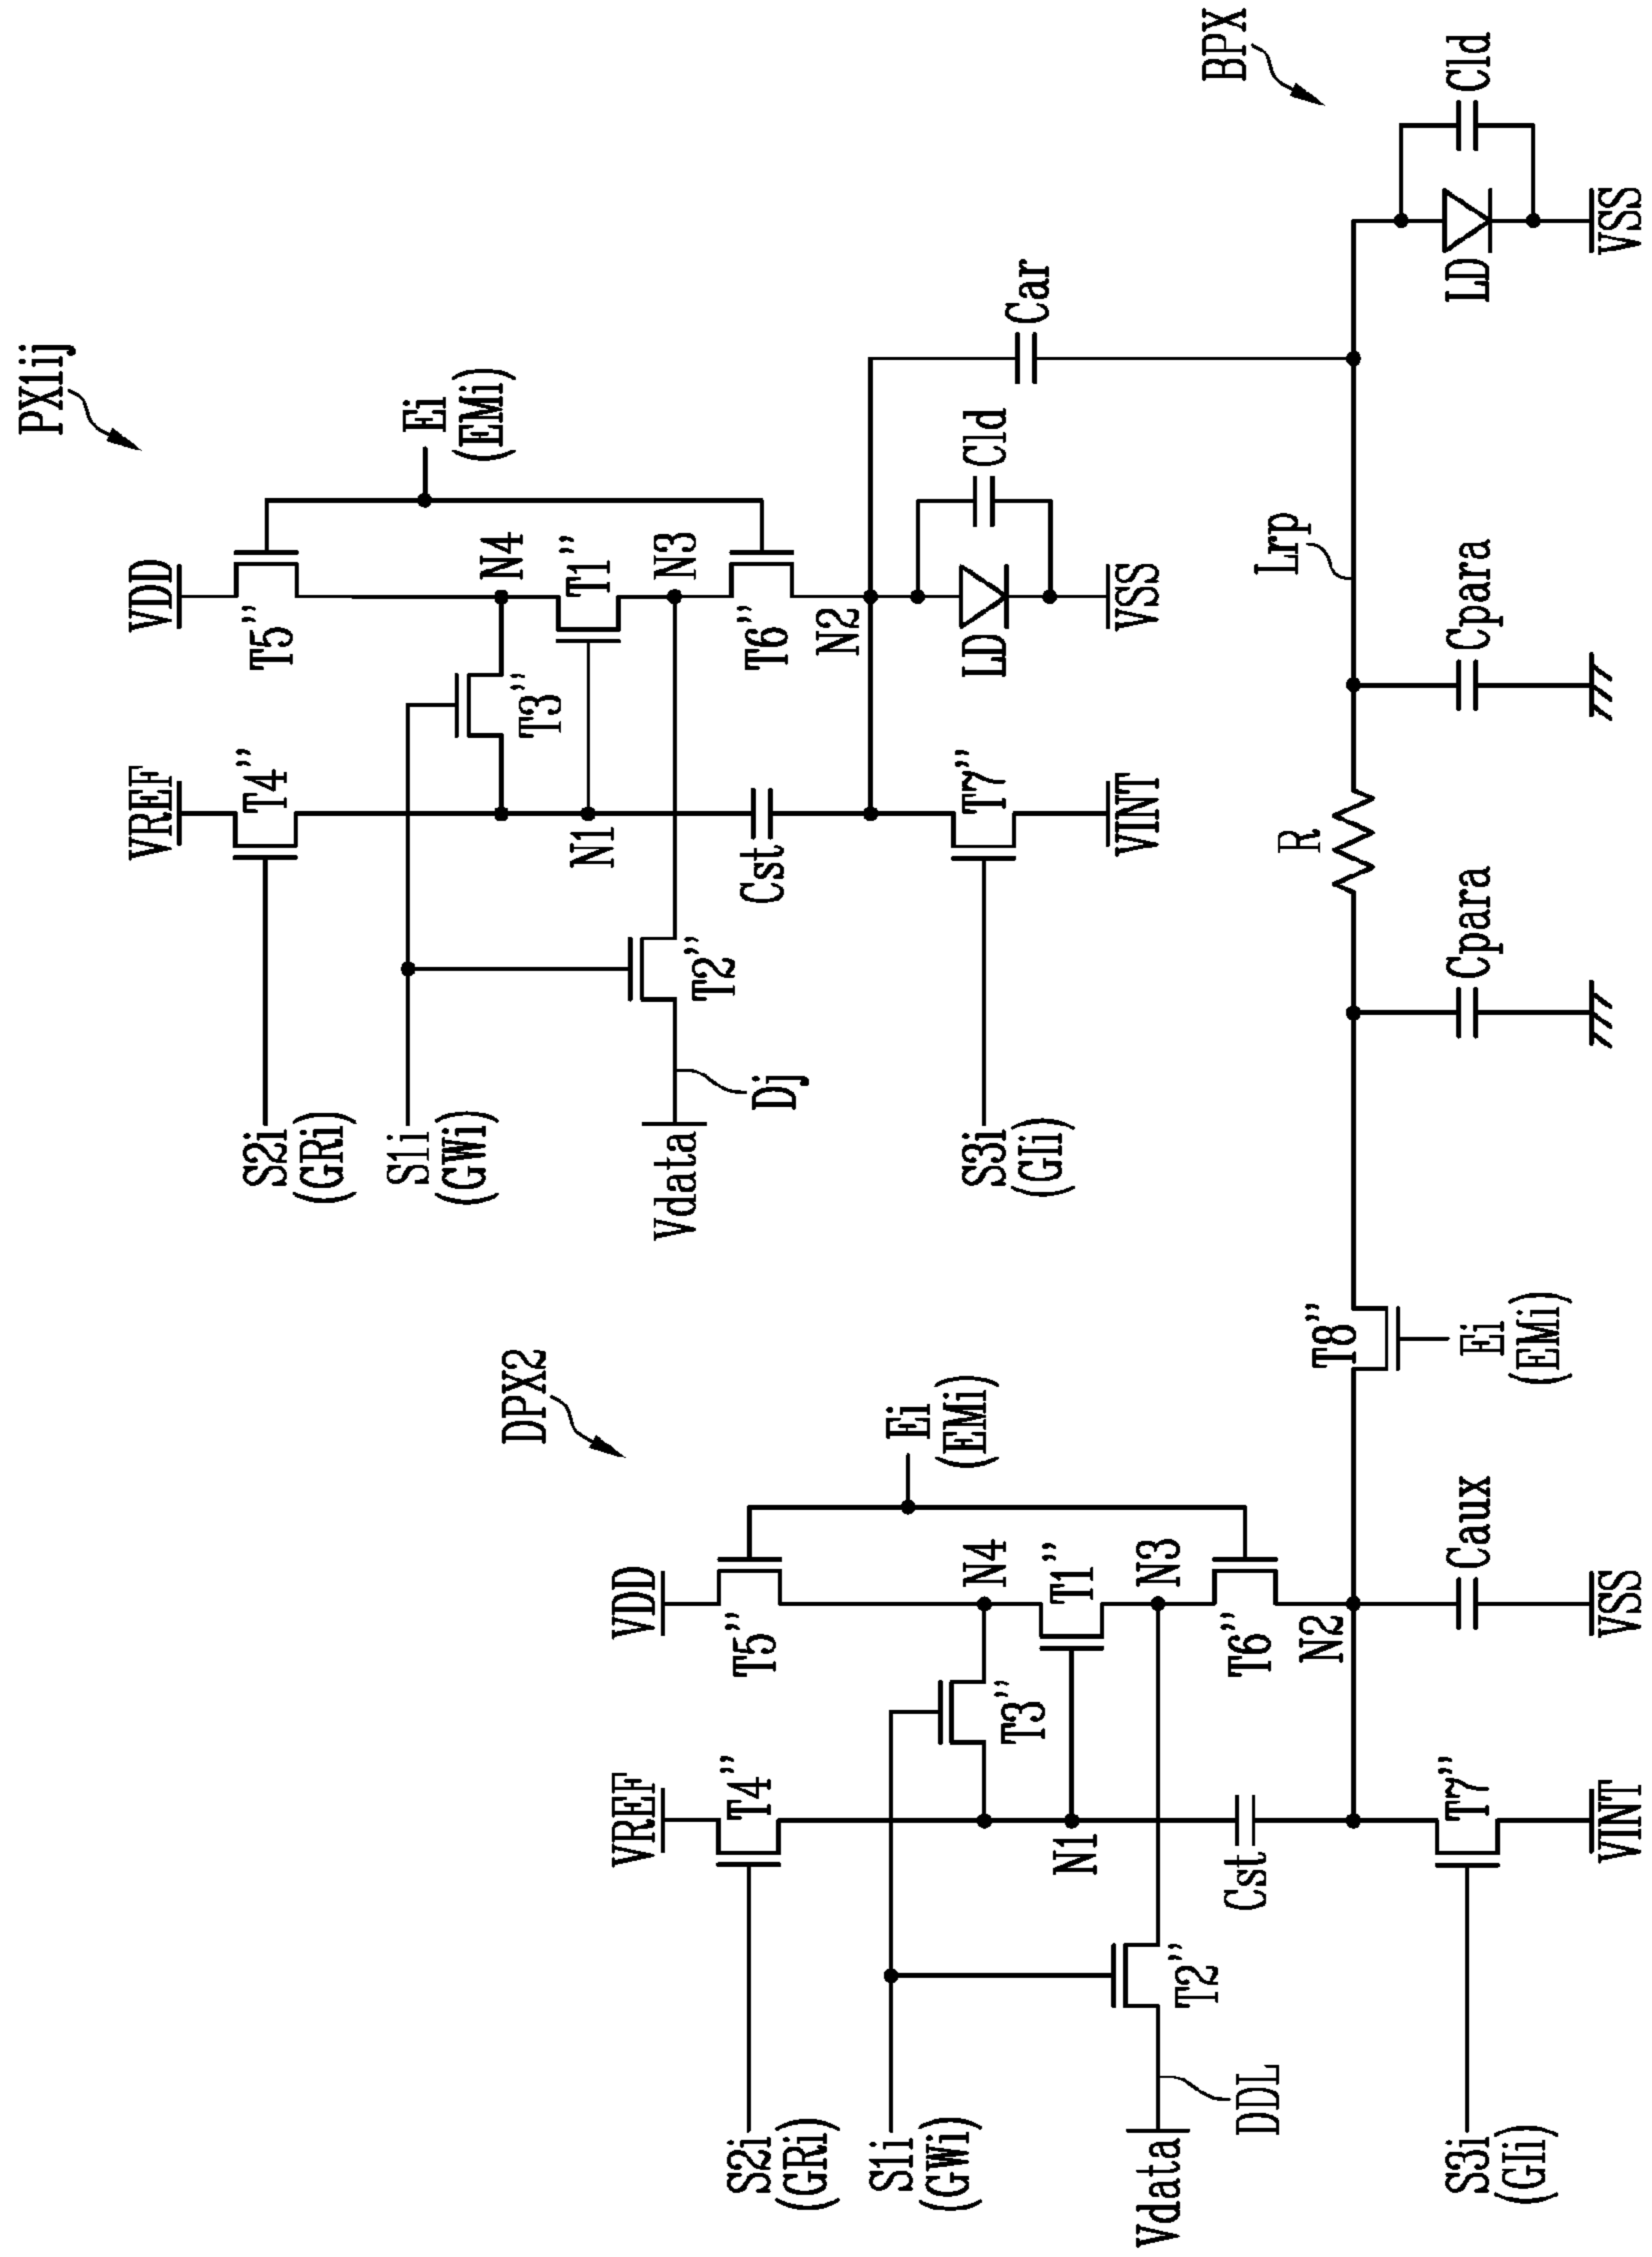 DPX2
VREF
VDD
S2i
(GRi)
T4"
T5"
S1i
(GWi)
T3"
N4
Ei
(EMi)
N1
T1"
Vdata
DDL
T2"
N3
Cst
T6"
N2
S3i
(GIi)
T7"
VINT
Caux
VSS
T8"
Ei
(EMi)
PX1ij
VREF
VDD
S2i
(GRi)
T4"
T5"
S1i
(GWi)
T3"
N4
Ei
(EMi)
N1
T1"
Vdata
Dj
T2"
N3
Cst
T6"
N2
S3i
(GIi)
T7"
VINT
LD
Cld
VSS
Car
R
Lrp
Cpara
Cpara
BPX
LD
Cld
VSS